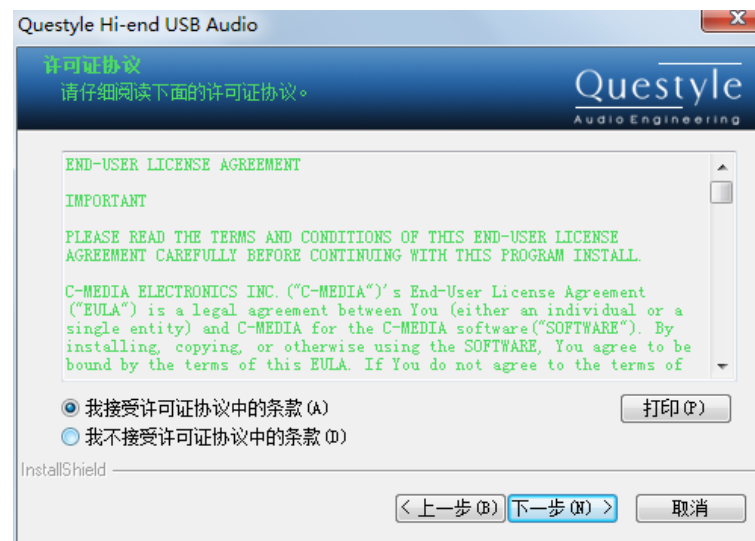 Questyle Hi-end USB Audio
许可证协议
请仔细阅读下面的许可证协议。
Questyle
Audio Engineering
END-USER LICENSE AGREEMENT
IMPORTANT
PLEASE READ THE TERMS AND CONDITIONS OF THIS END-USER LICENSE
AGREEMENT CAREFULLY BEFORE CONTINUING WITH THIS PROGRAM INSTALL.
C-MEDIA ELECTRONICS INC. ("C-MEDIA")'s End-User License Agreement
("EULA") is a legal agreement between You (either an individual or a
single entity) and C-MEDIA for the C-MEDIA software("SOFTWARE"). By
installing, copying, or otherwise using the SOFTWARE, You agree to be
bound by the terms of this EULA. If You do not agree to the terms of
我接受许可证协议中的条款(A)
打印(P)
我不接受许可证协议中的条款(D)
InstallShield
< 上一步(B)
下一步(N) >
取消